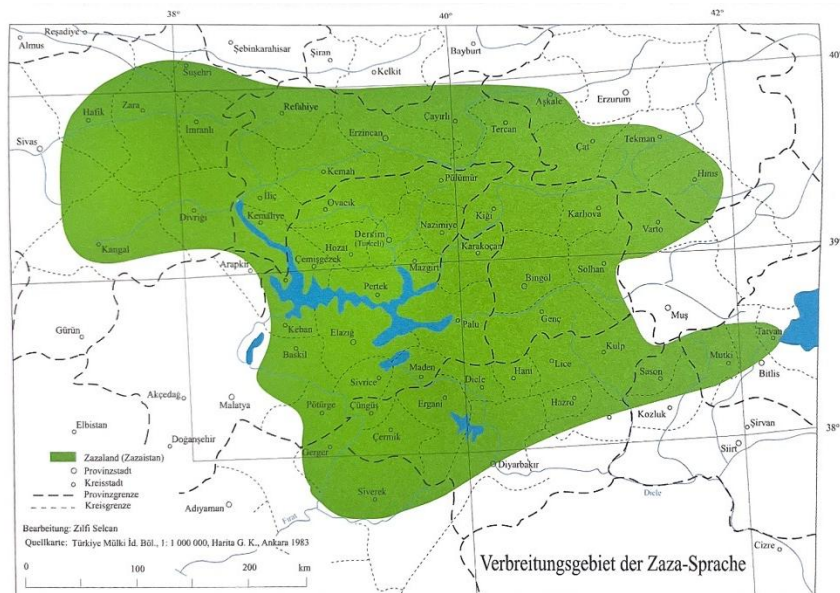 38°
40°
42°
Reşadiye
Almus
Şebinkarahisar
Şiran
Bayburt
Kelkit
40°
Suşehri
Hafik
Zara
İmranlı
Refahiye
Çayırlı
Aşkale
Erzurum
Erzincan
Tercan
Sivas
Çat
Tekman
Kemah
Pülümür
Hınıs
İliç
Kemaliye
Ovacık
Divriği
Nazımiye
Kiğı
Karlıova
Varto
Dersim
(Tunceli)
Kangal
Hozat
Karakoçan
39°
Arapkir
Çemişgezek
Mazgirt
Solhan
Pertek
Bingöl
Muş
Gürün
Keban
Elazığ
Palu
Genç
Tatvan
Baskil
Kulp
Mutki
Bitlis
Sivrice
Maden
Dicle
Hani
Lice
Sason
Akçedağ
Malatya
Pötürge
Çüngüş
Ergani
Hazro
Kozluk
Şirvan
38°
Elbistan
Doğanşehir
Çermik
Siirt
Gerger
Diyarbakır
Zazaland (Zazaistan)
Provinzstadt
Kreisstadt
Provinzgrenze
Kreisgrenze
Siverek
Dicle
Adıyaman
Fırat
Bearbeitung: Zılfi Selcan
Quellkarte: Türkiye Mülki İd. Böl., 1: 1 000 000, Harita G. K., Ankara 1983
Cizre
0 100 200 km
Verbreitungsgebiet der Zaza-Sprache